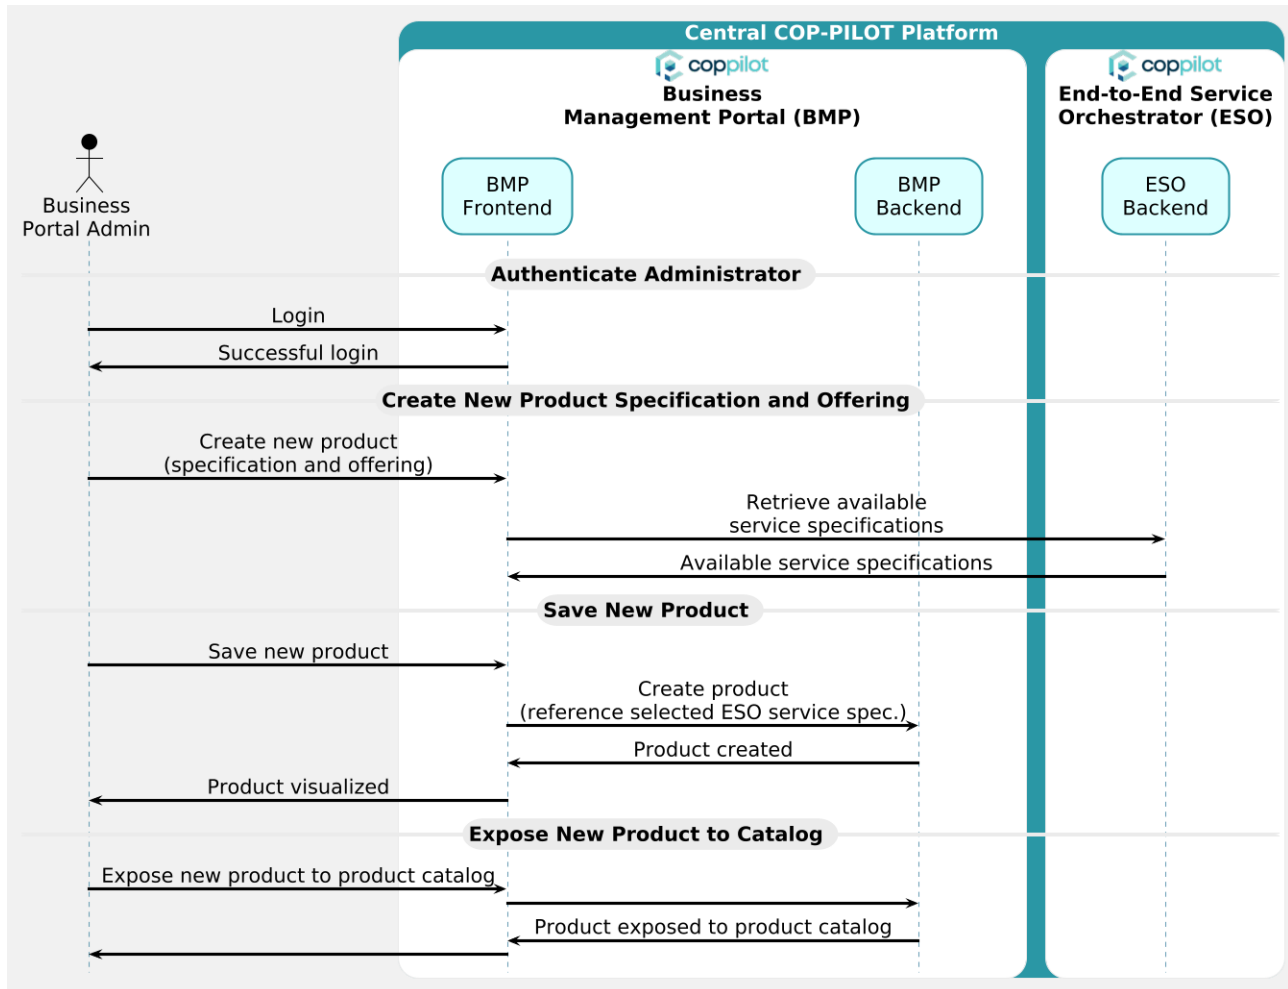 Central COP-PILOT Platform
coppilot
Business
Management Portal (BMP)
coppilot
End-to-End Service
Orchestrator (ESO)
Business
Portal Admin
BMP
Frontend
BMP
Backend
ESO
Backend
Authenticate Administrator
Login
Successful login
Create New Product Specification and Offering
Create new product
(specification and offering)
Retrieve available
service specifications
Available service specifications
Save New Product
Save new product
Create product
(reference selected ESO service spec.)
Product created
Product visualized
Expose New Product to Catalog
Expose new product to product catalog
Product exposed to product catalog